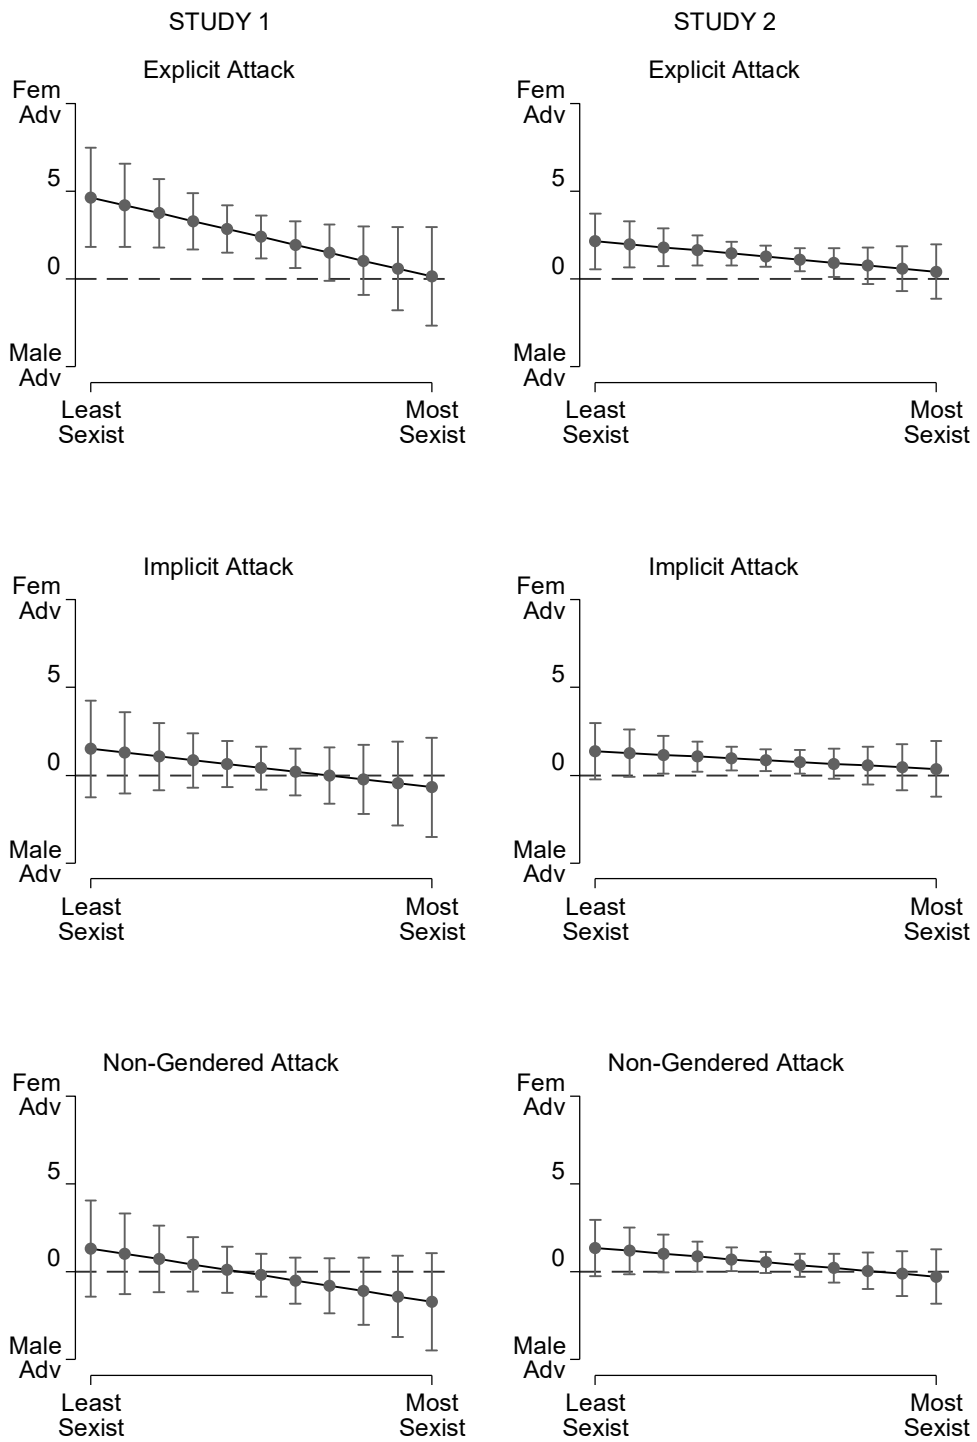 STUDY 1
STUDY 2
Explicit Attack
Fem
Adv
5
0
Male
Adv
Least
Sexist
Most
Sexist
Explicit Attack
Fem
Adv
5
0
Male
Adv
Least
Sexist
Most
Sexist
Implicit Attack
Fem
Adv
5
0
Male
Adv
Least
Sexist
Most
Sexist
Implicit Attack
Fem
Adv
5
0
Male
Adv
Least
Sexist
Most
Sexist
Non-Gendered Attack
Fem
Adv
5
0
Male
Adv
Least
Sexist
Most
Sexist
Non-Gendered Attack
Fem
Adv
5
0
Male
Adv
Least
Sexist
Most
Sexist